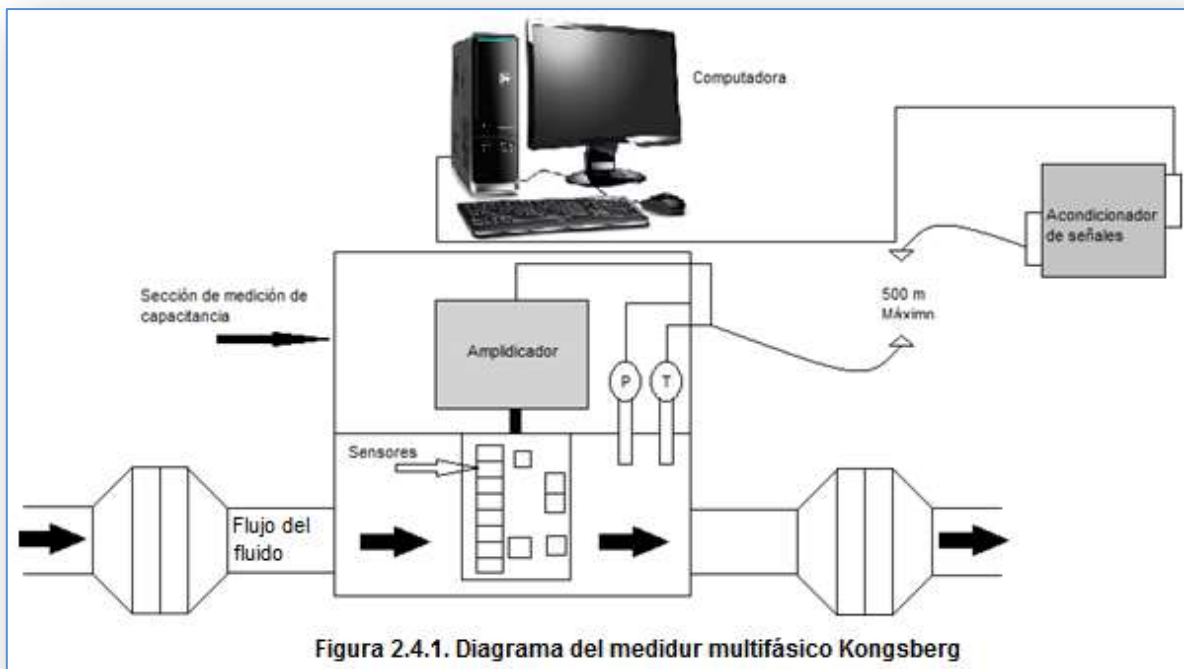 Computadora
Acondicionador
de señales
Sección de medición de
capacitancia
500 m
Máximo
Amplidicador
P
T
Sensores
Flujo del
fluido
Figura 2.4.1. Diagrama del medidur multifásico Kongsberg